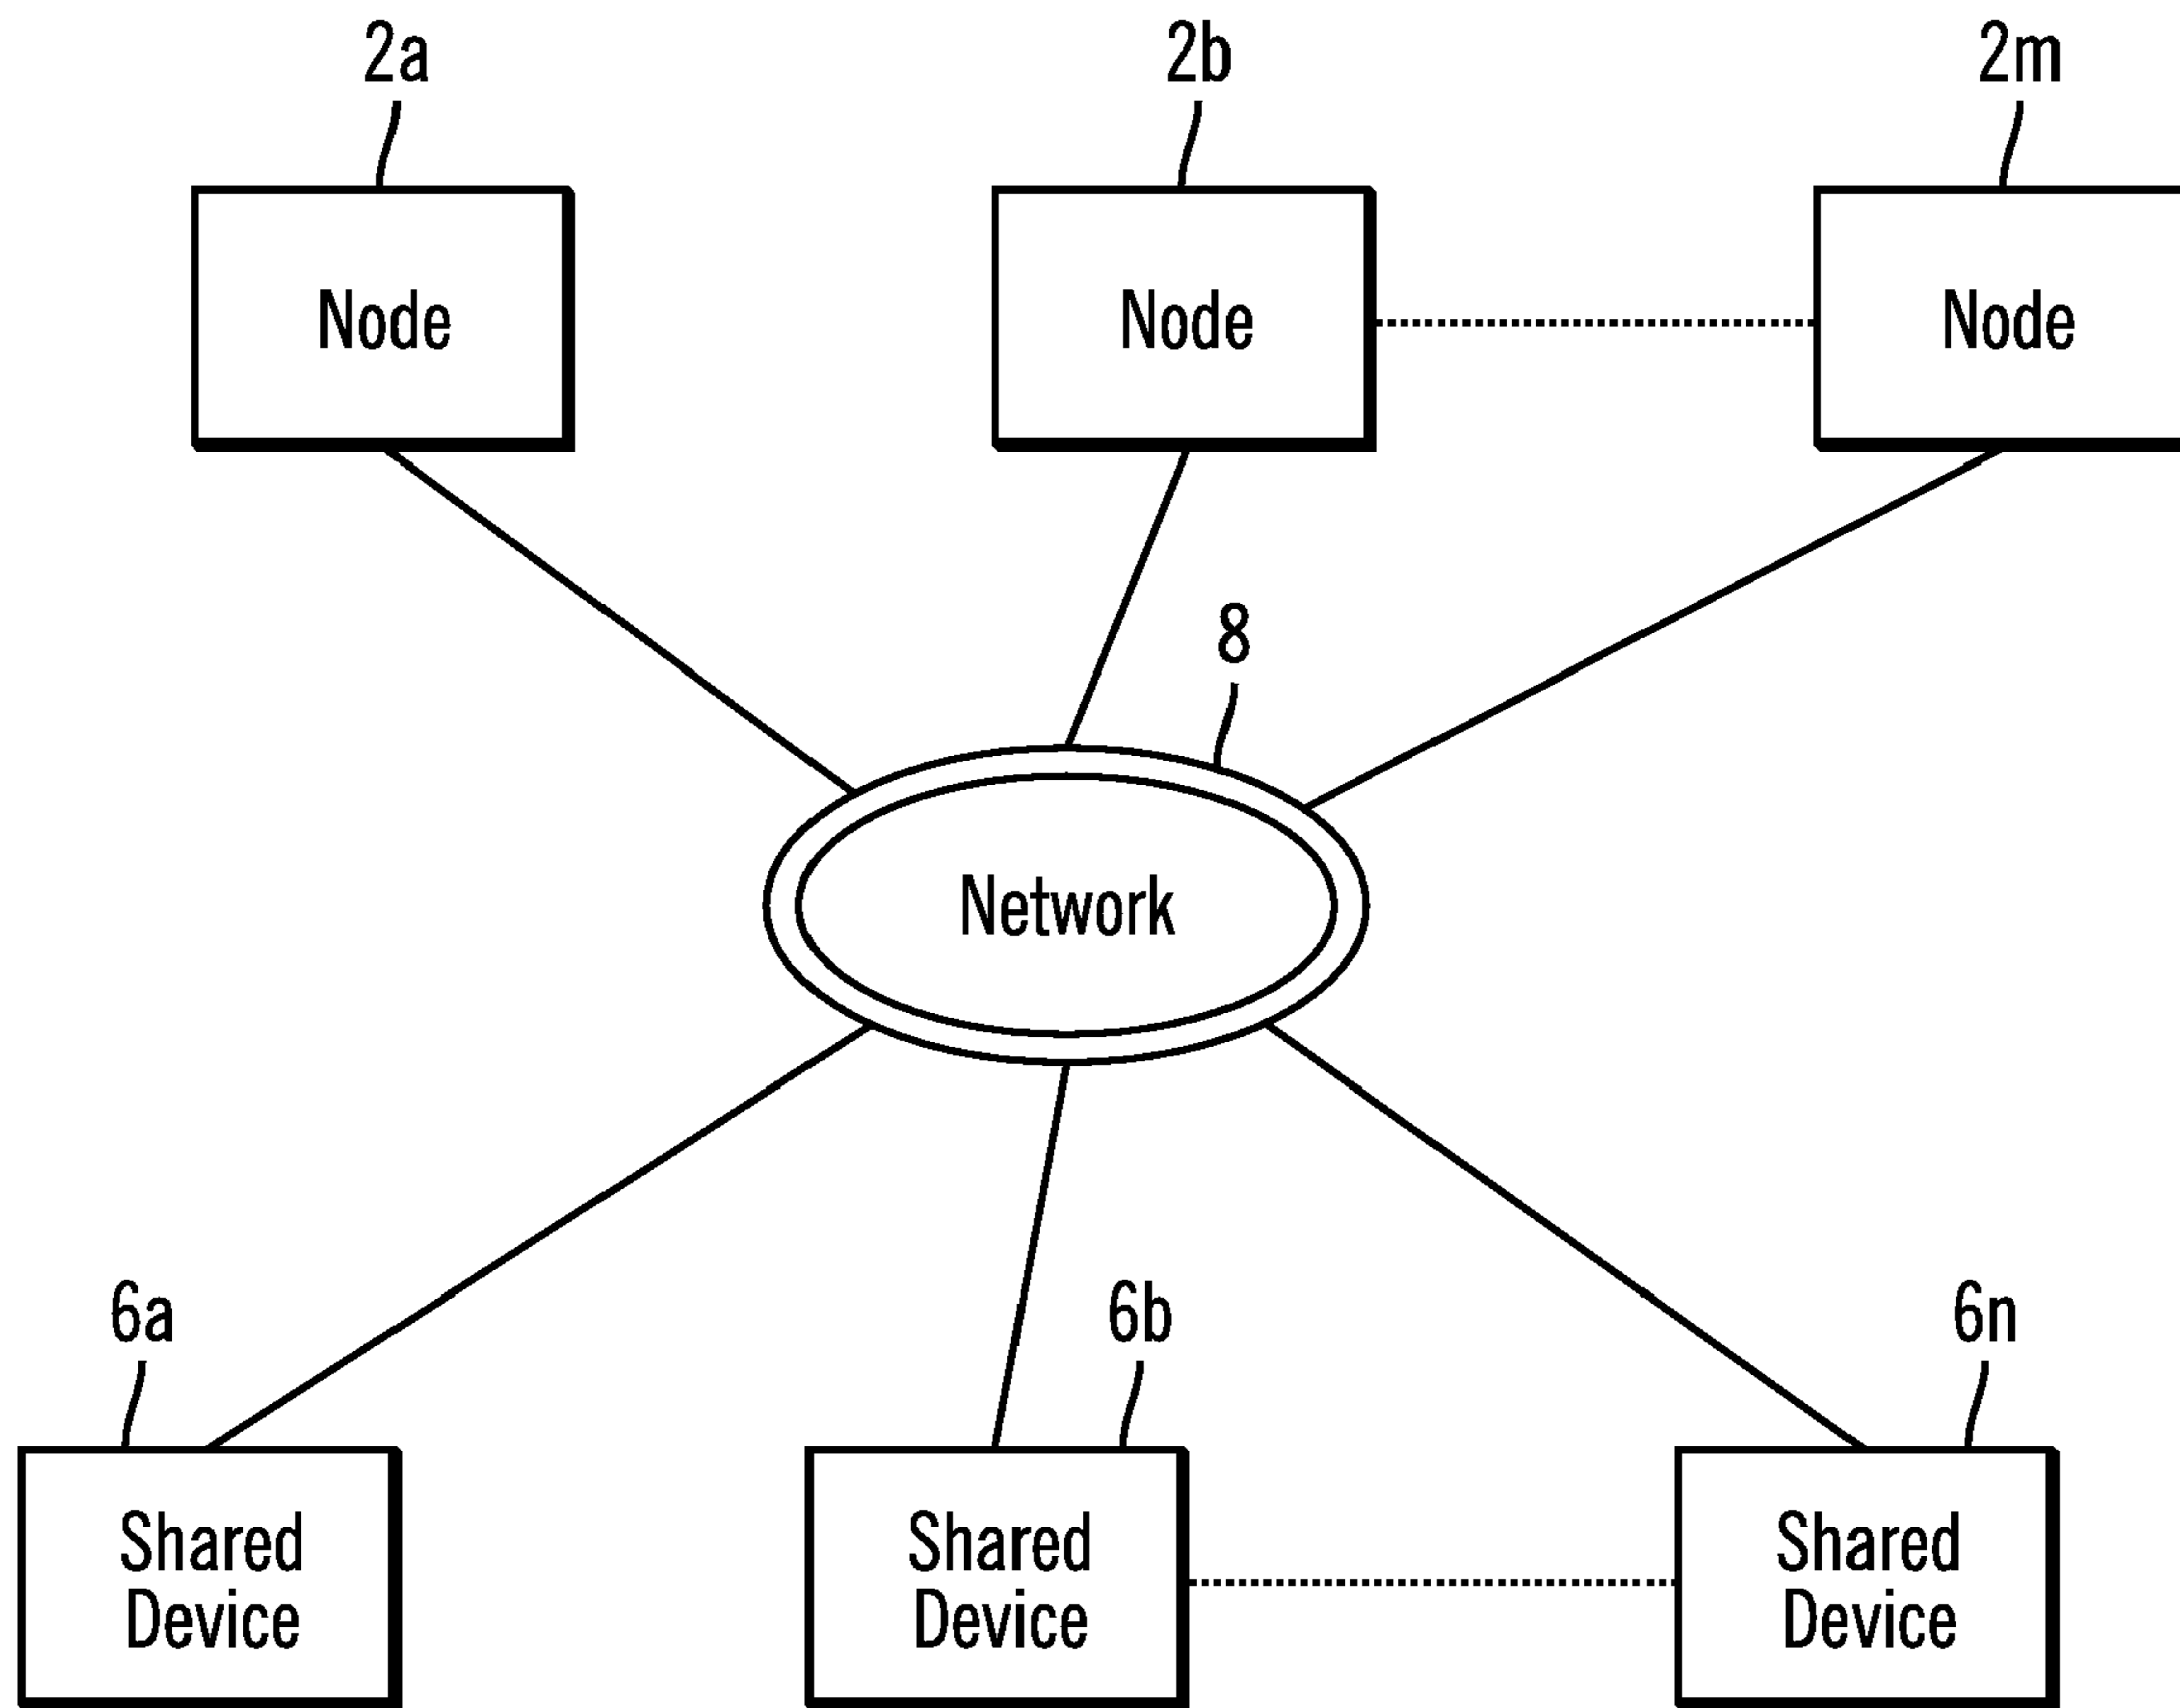 2a
2b
2m
Node
Node
Node
8
Network
6a
6b
6n
Shared
Device
Shared
Device
Shared
Device